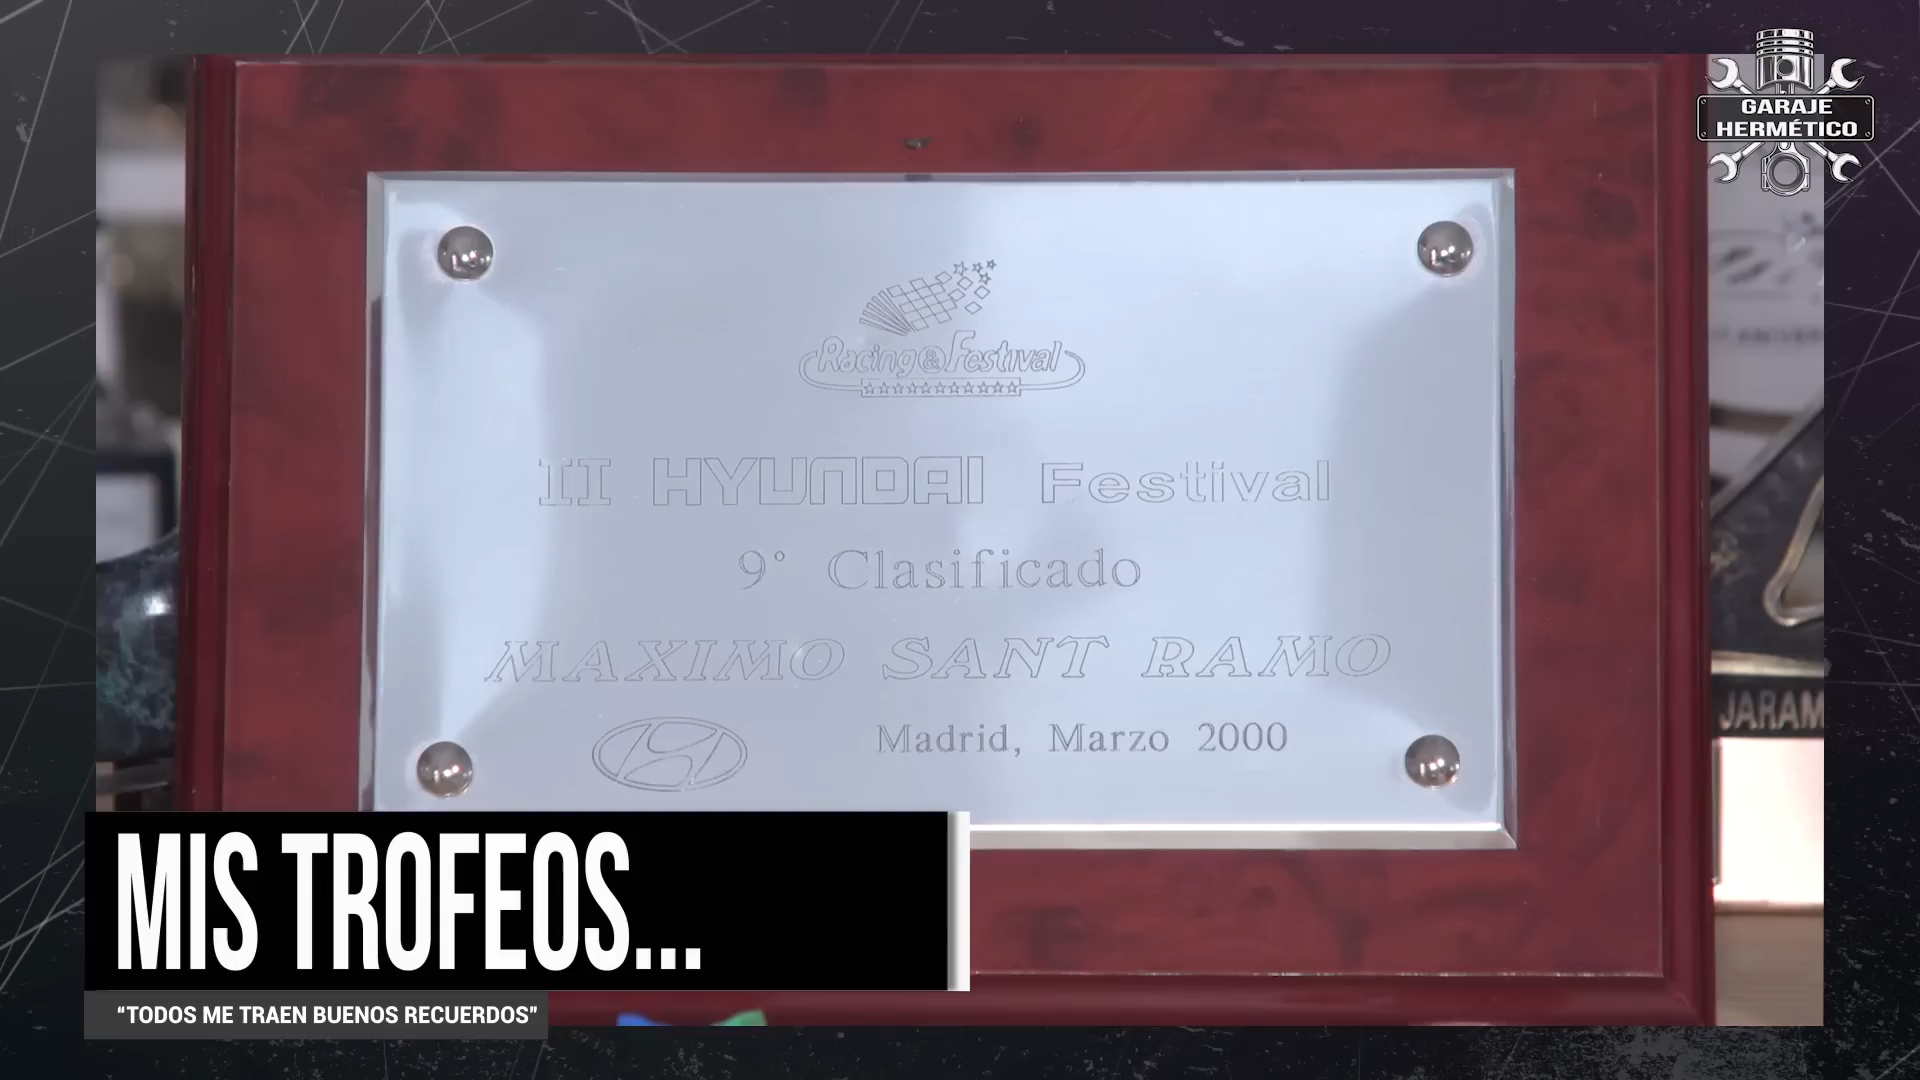 GARAJE
HERMÉTICO
Racing & Festival
II HYUNDAI Festival
9° Clasificado
MAXIMO SANT RAMO
Madrid, Marzo 2000
JARAM
MIS TROFEOS...
“TODOS ME TRAEN BUENOS RECUERDOS”